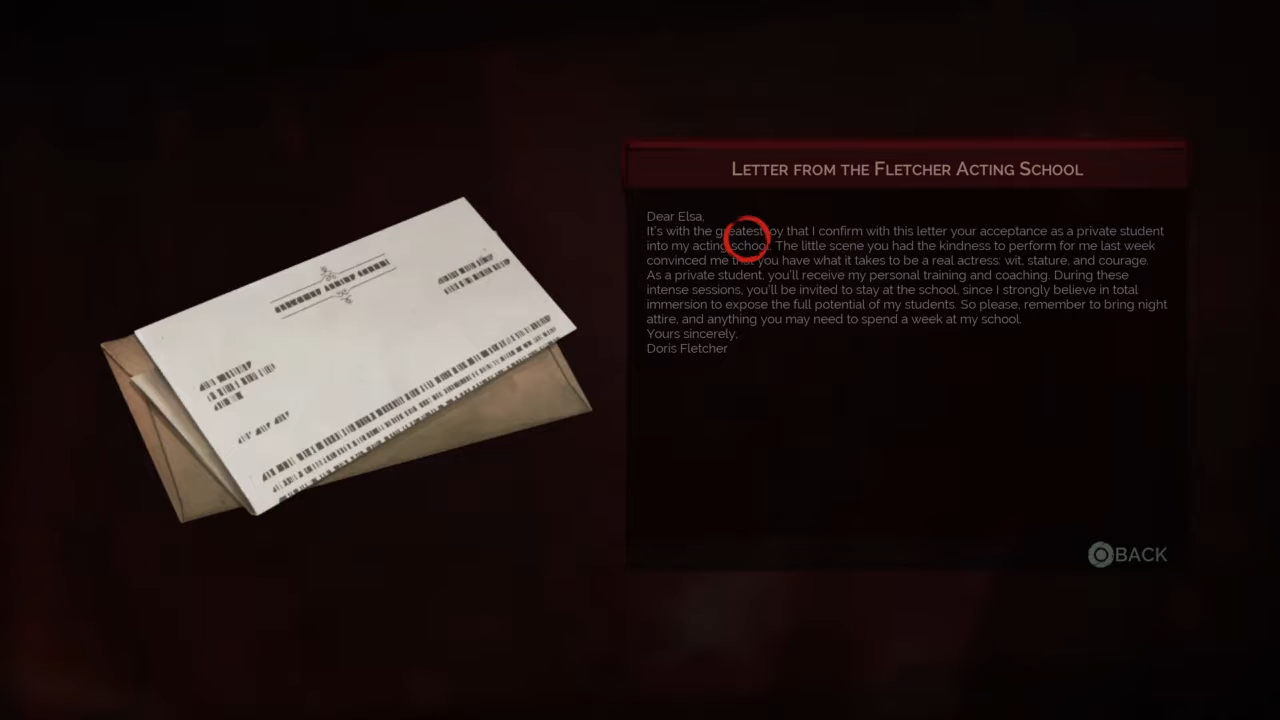 LETTER FROM THE FLETCHER ACTING SCHOOL
Dear Elsa,
It's with the greatest joy that I confirm with this letter your acceptance as a private student
into my acting school. The little scene you had the kindness to perform for me last week
convinced me that you have what it takes to be a real actress: wit, stature, and courage.
As a private student, you'll receive my personal training and coaching. During these
intense sessions, you'll be invited to stay at the school, since I strongly believe in total
immersion to expose the full potential of my students. So please, remember to bring night
attire, and anything you may need to spend a week at my school.
Yours sincerely,
Doris Fletcher
BACK